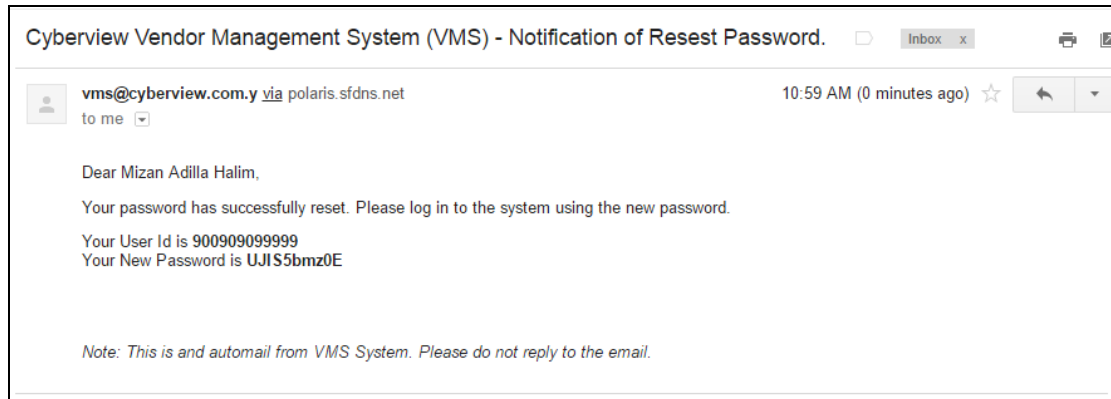 Cyberview Vendor Management System (VMS) - Notification of Resest Password. Inbox x
vms@cyberview.com.y via polaris.sfdns.net 10:59 AM (0 minutes ago)
to me
Dear Mizan Adilla Halim,
Your password has successfully reset. Please log in to the system using the new password.
Your User Id is 900909099999
Your New Password is UJIS5bmz0E
Note: This is and automail from VMS System. Please do not reply to the email.